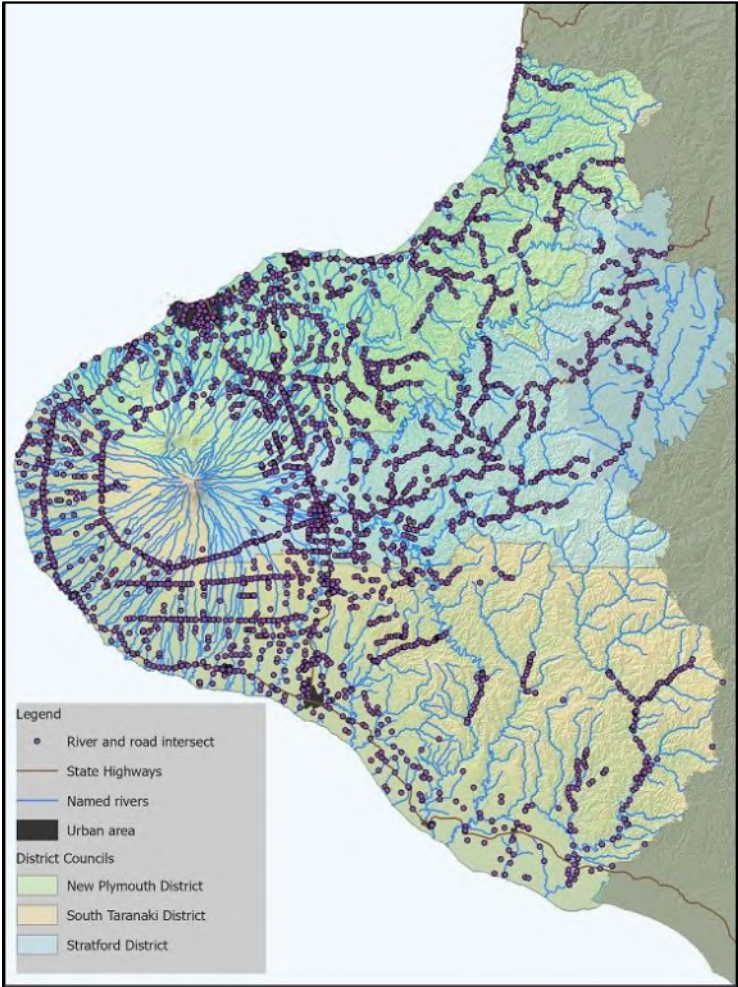 Legend
River and road intersect
State Highways
Named rivers
Urban area
District Councils
New Plymouth District
South Taranaki District
Stratford District